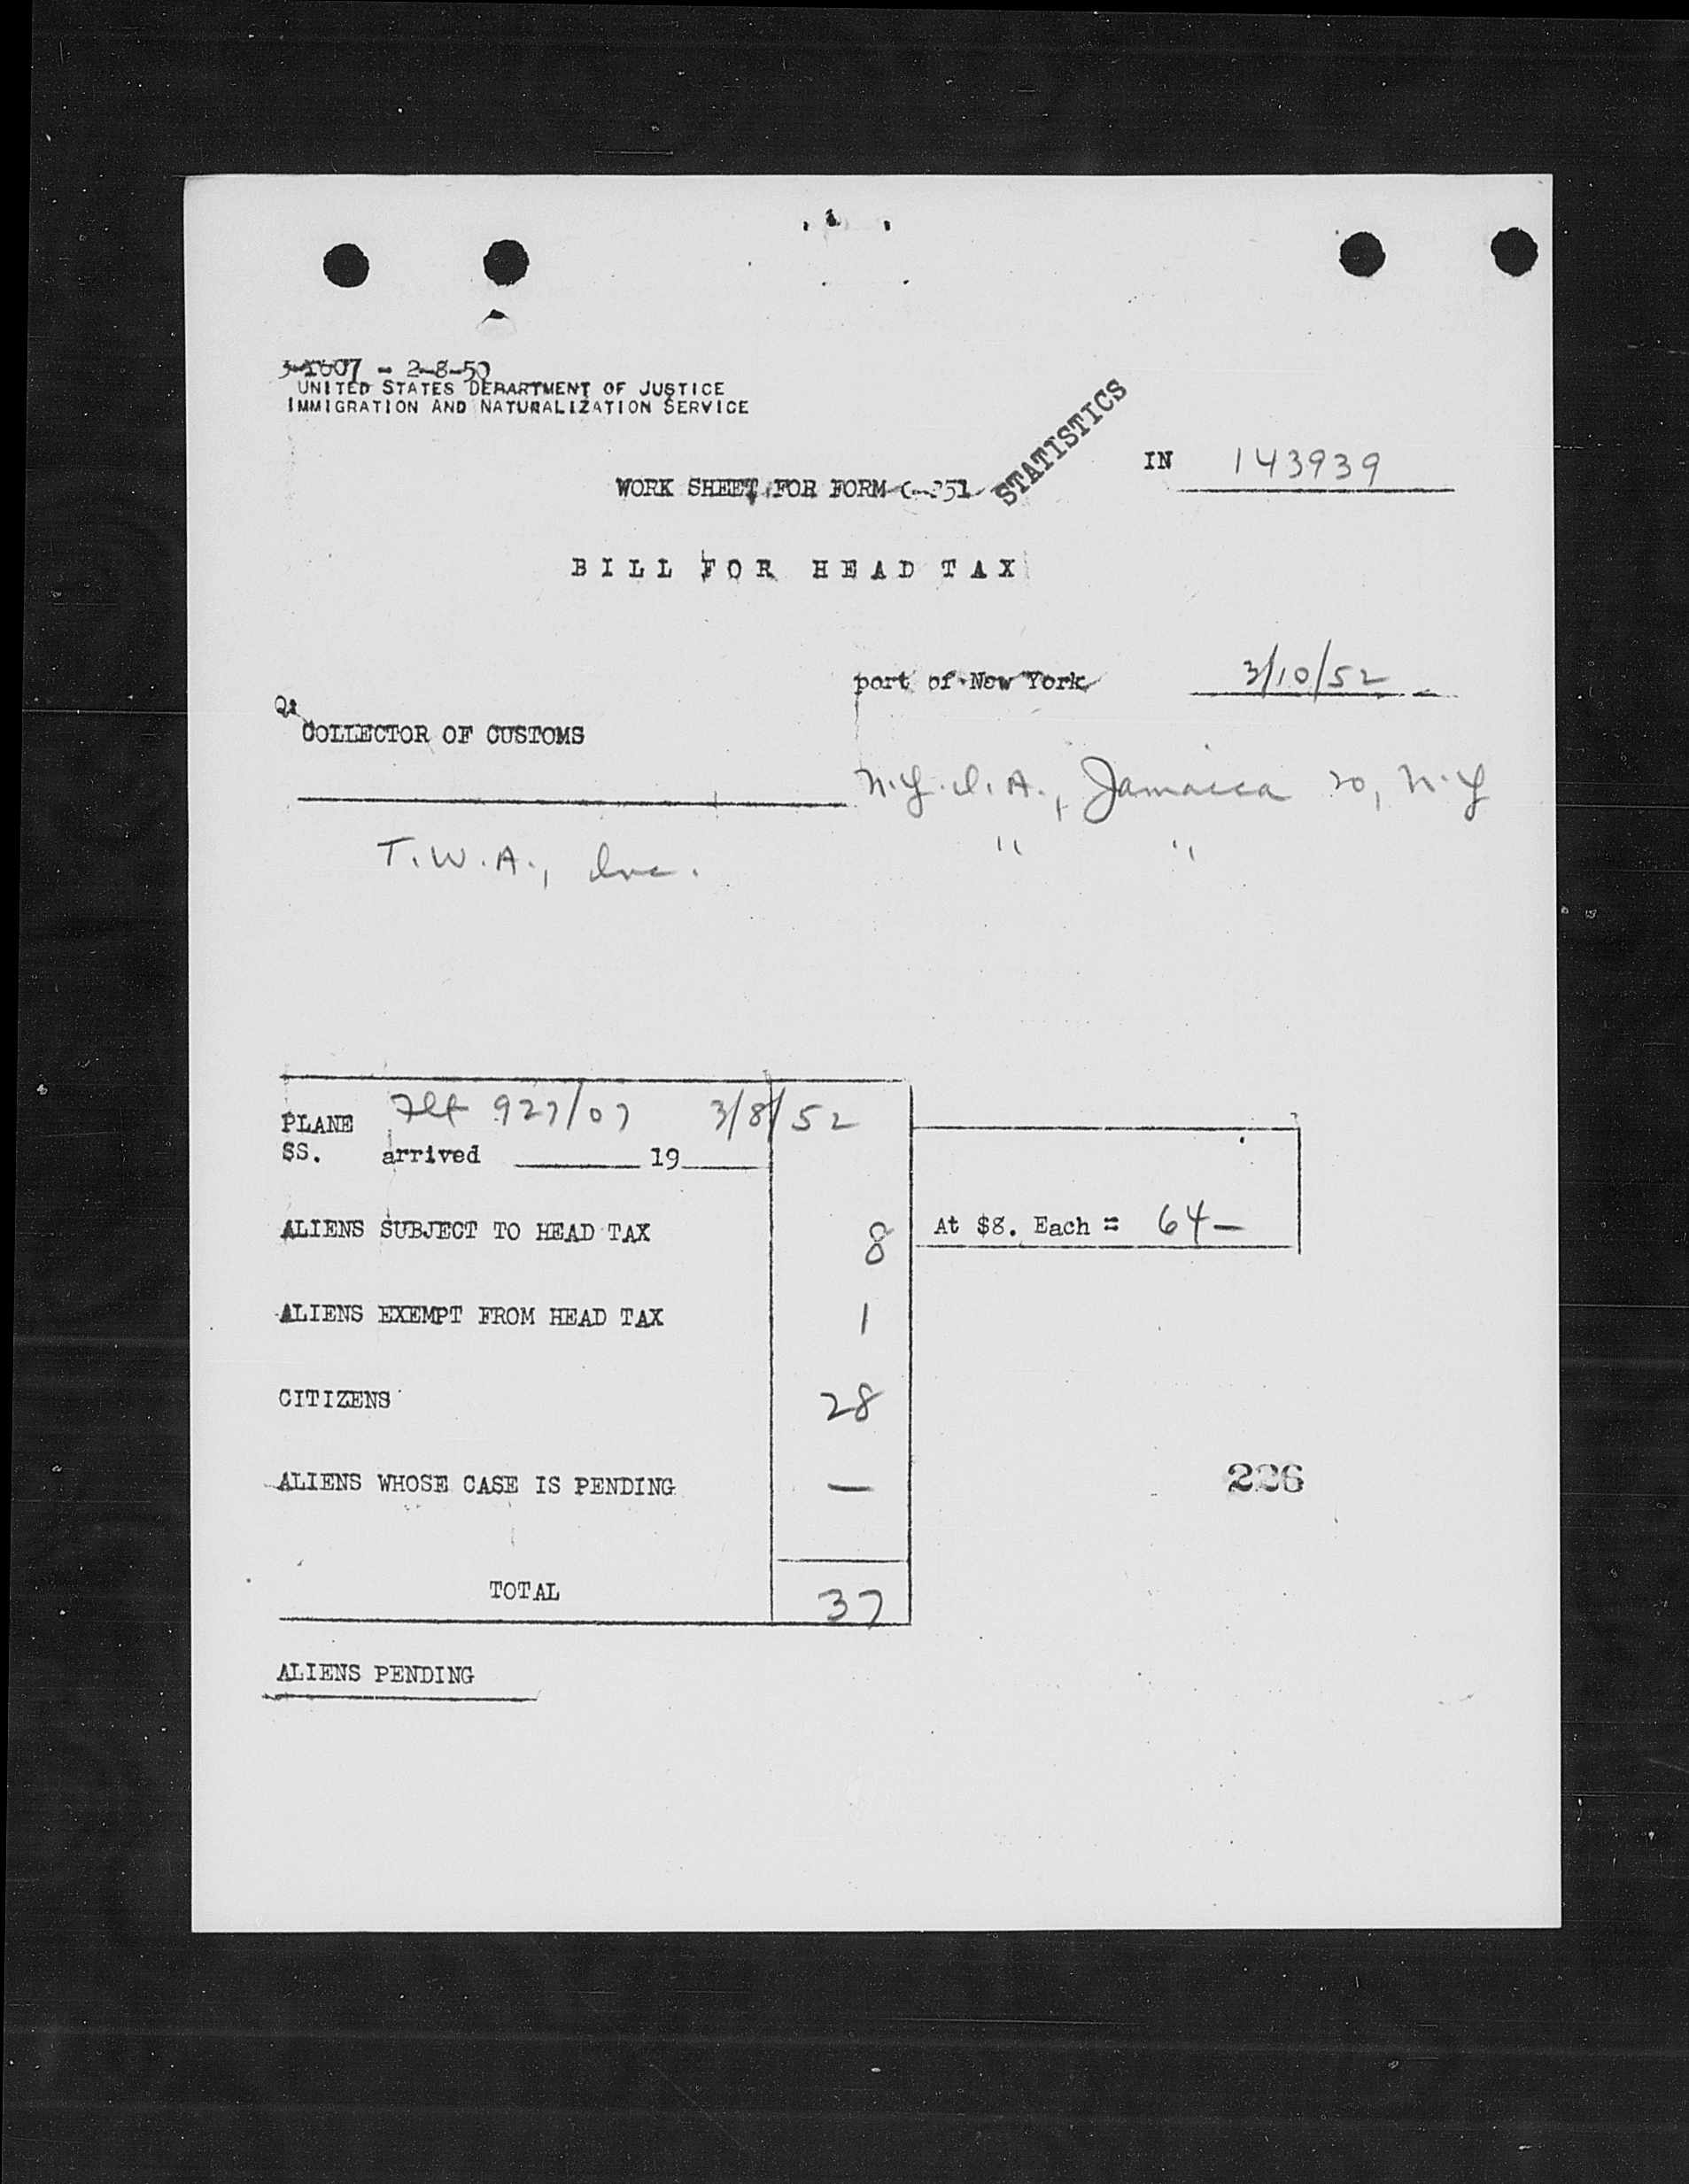 3-1607 - 2-8-50
UNITED STATES DEPARTMENT OF JUSTICE
IMMIGRATION AND NATURALIZATION SERVICE
STATISTICS
IN 143939
WORK SHEET FOR FORM C-251
BILL FOR HEAD TAX
port of New York 3/10/52
COLLECTOR OF CUSTOMS
N.Y.I.A., Jamaica 20, N.Y
T.W.A., Inc. " "
PLANE Flt 927/07 3/8/52
SS. arrived 19
ALIENS SUBJECT TO HEAD TAX 8 At $8. Each = 64-
ALIENS EXEMPT FROM HEAD TAX 1
CITIZENS 28
ALIENS WHOSE CASE IS PENDING —
226
TOTAL 37
ALIENS PENDING